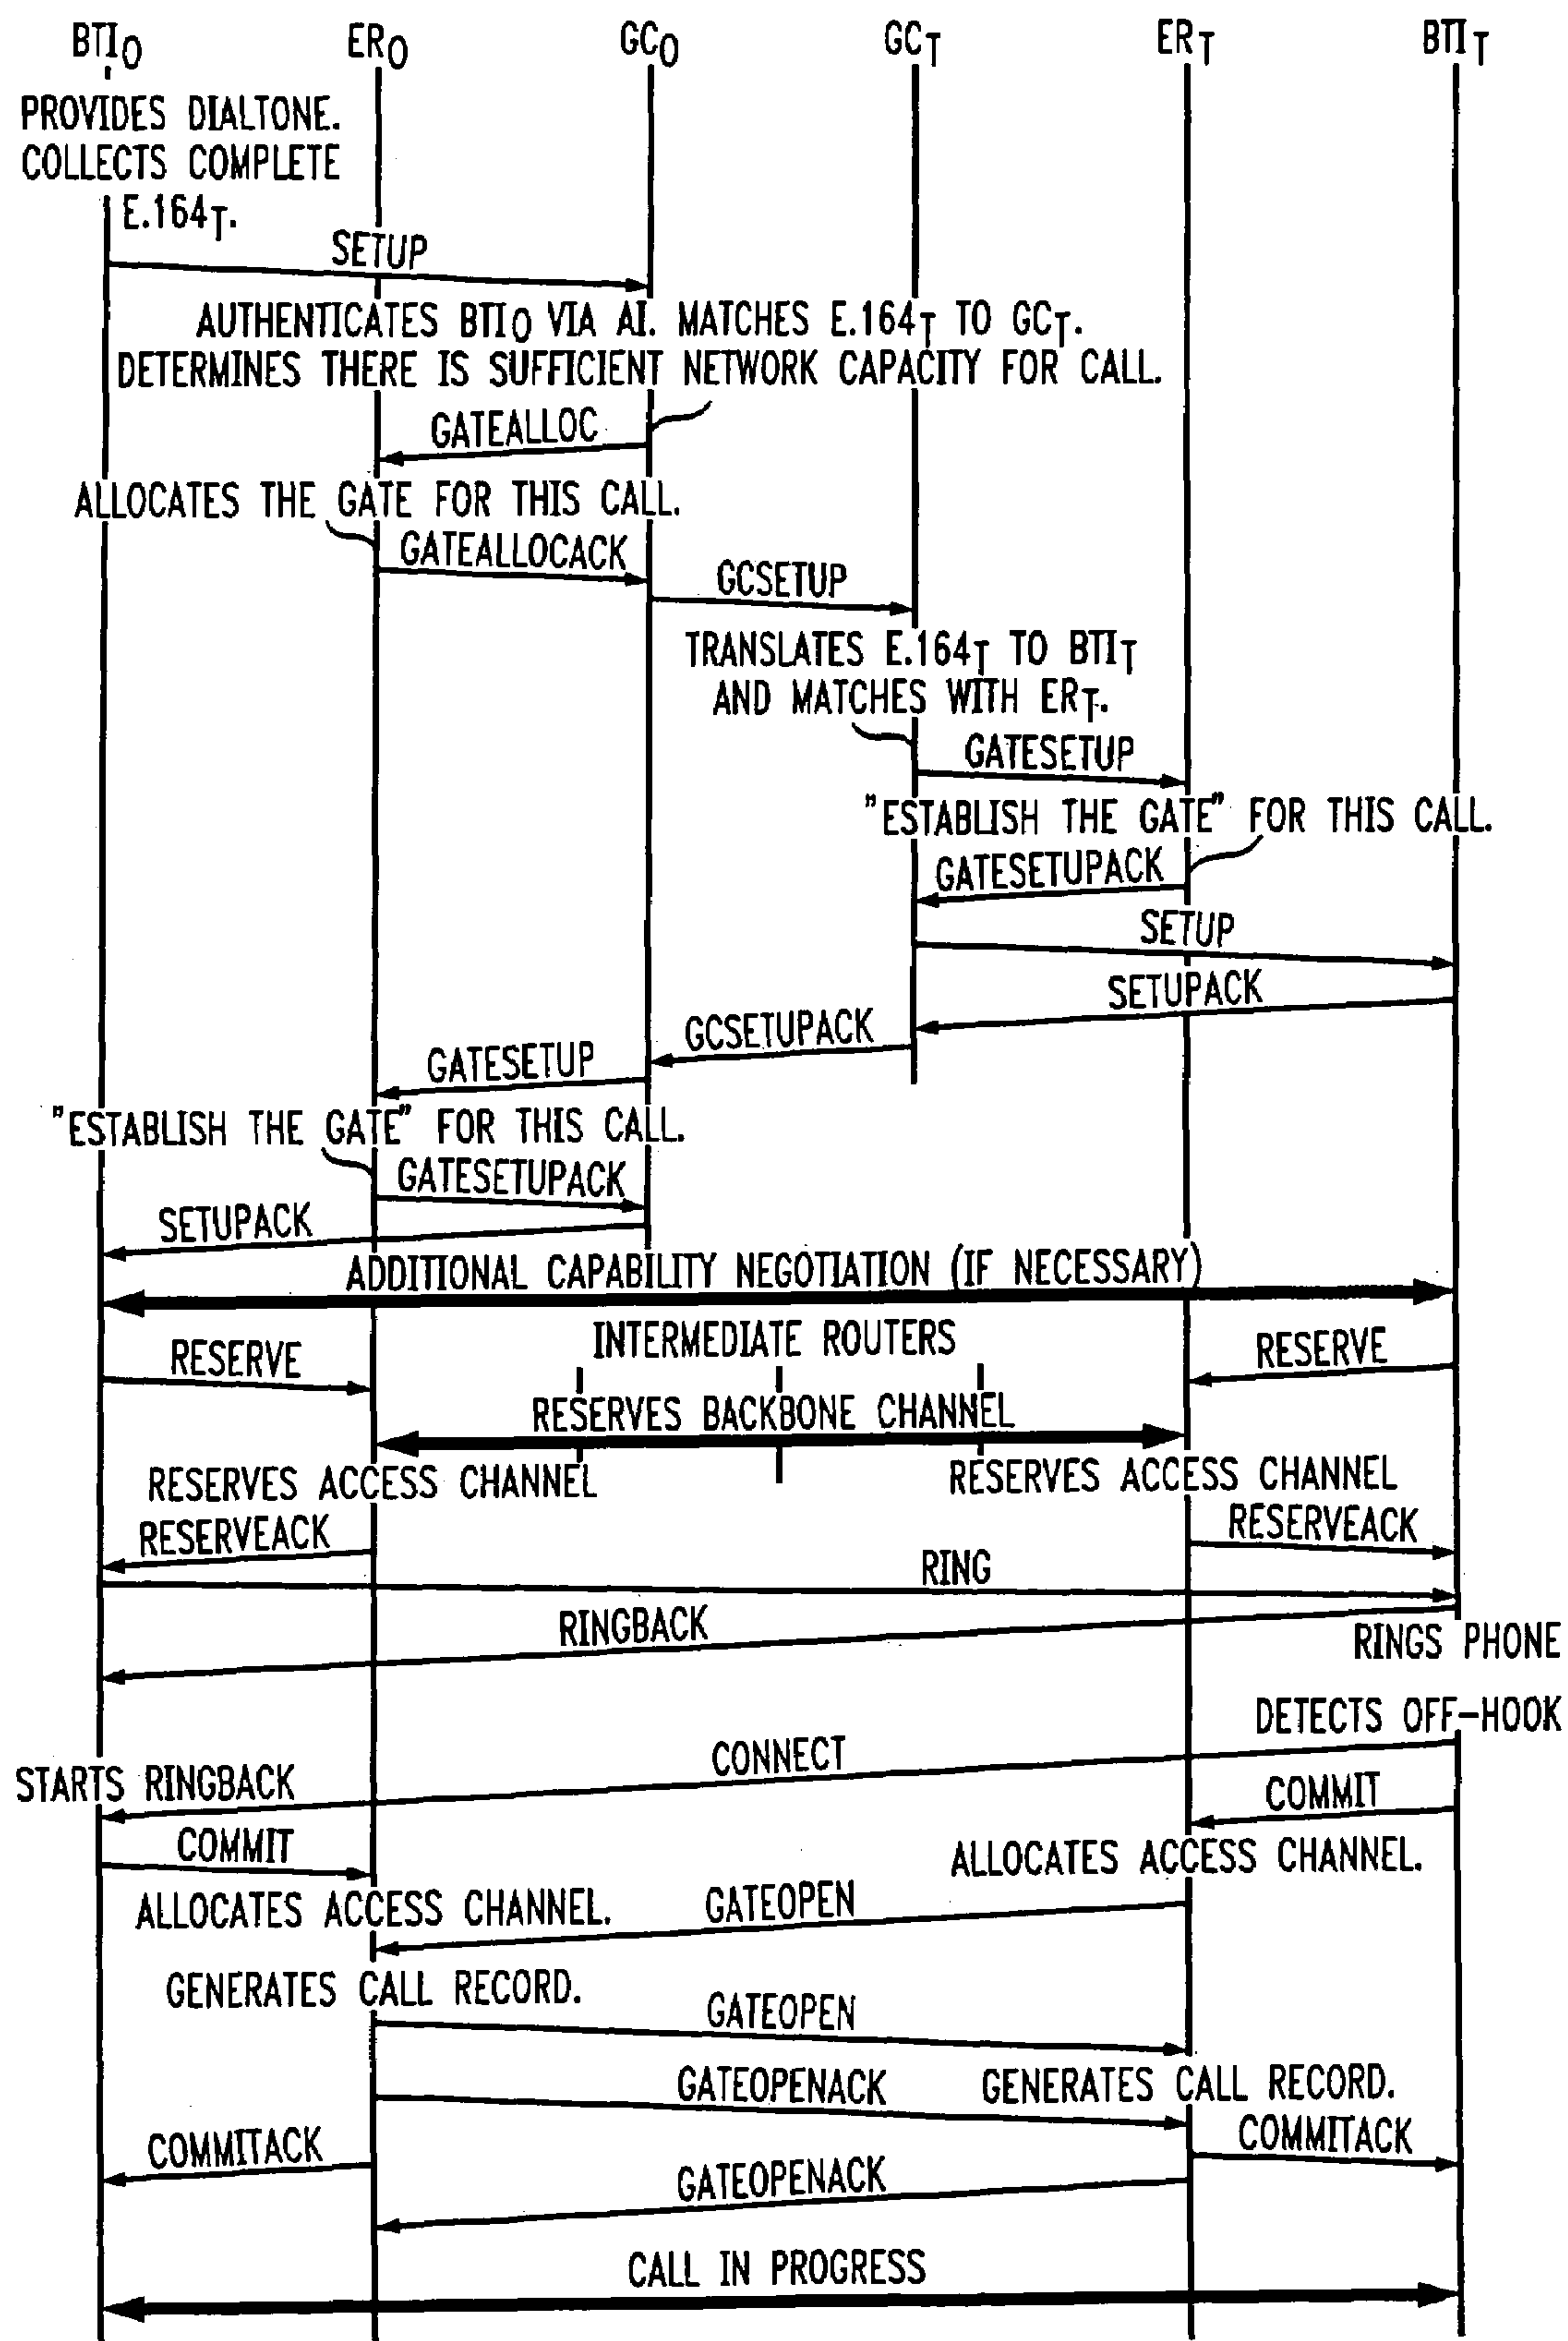 BTIO ERO GCO GCT ERT BTIT
PROVIDES DIALTONE.
COLLECTS COMPLETE
E.164T.
SETUP
AUTHENTICATES BTIO VIA AI. MATCHES E.164T TO GCT.
DETERMINES THERE IS SUFFICIENT NETWORK CAPACITY FOR CALL.
GATEALLOC
ALLOCATES THE GATE FOR THIS CALL.
GATEALLOCACK
GCSETUP
TRANSLATES E.164T TO BTIT
AND MATCHES WITH ERT.
GATESETUP
"ESTABLISH THE GATE" FOR THIS CALL.
GATESETUPACK
SETUP
SETUPACK
GCSETUPACK
GATESETUP
"ESTABLISH THE GATE" FOR THIS CALL.
GATESETUPACK
SETUPACK
ADDITIONAL CAPABILITY NEGOTIATION (IF NECESSARY)
INTERMEDIATE ROUTERS
RESERVE
RESERVE
RESERVES BACKBONE CHANNEL
RESERVES ACCESS CHANNEL
RESERVES ACCESS CHANNEL
RESERVEACK
RESERVEACK
RING
RINGBACK
RINGS PHONE
DETECTS OFF-HOOK
CONNECT
STARTS RINGBACK
COMMIT
COMMIT
ALLOCATES ACCESS CHANNEL.
ALLOCATES ACCESS CHANNEL.
GATEOPEN
GENERATES CALL RECORD.
GATEOPEN
GATEOPENACK
GENERATES CALL RECORD.
COMMITACK
COMMITACK
GATEOPENACK
CALL IN PROGRESS